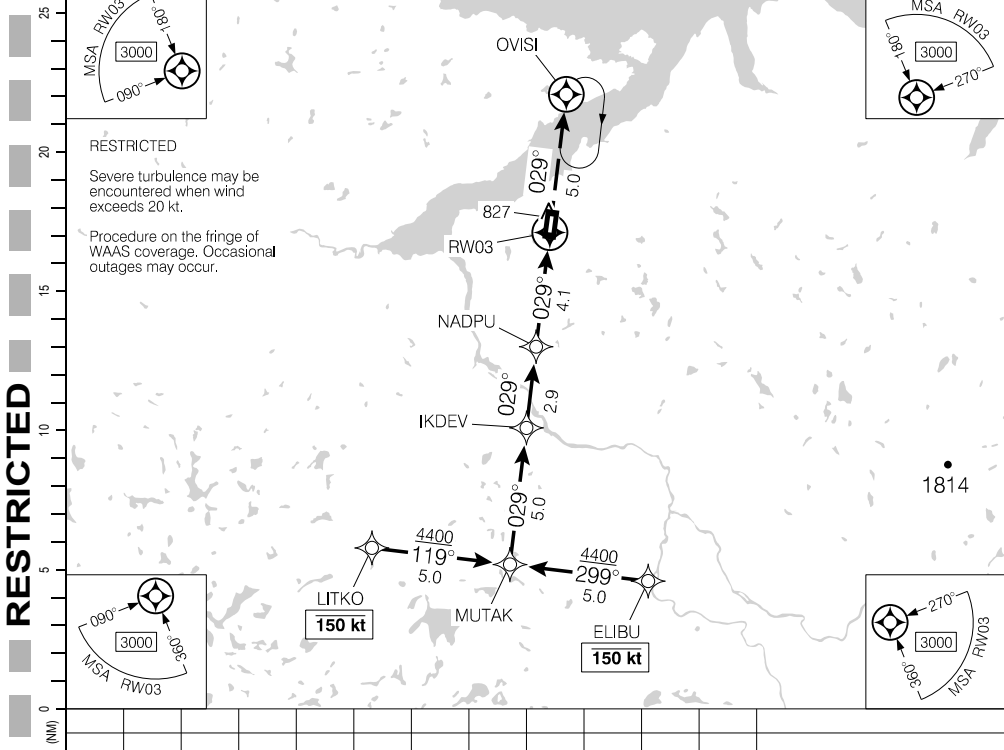 25
MSA RW03
180°
3000
090°
MSA RW03
180°
3000
270°
OVISI
RESTRICTED
Severe turbulence may be
encountered when wind
exceeds 20 kt.
Procedure on the fringe of
WAAS coverage. Occasional
outages may occur.
20
029°
5.0
827
RW03
15
029°
4.1
NADPU
029°
2.9
IKDEV
10
RESTRICTED
1814
029°
5.0
4400
119°
5.0
4400
299°
5.0
5
LITKO
150 kt
MUTAK
ELIBU
150 kt
090°
3000
360°
MSA RW03
270°
3000
360°
MSA RW03
0
(NM)